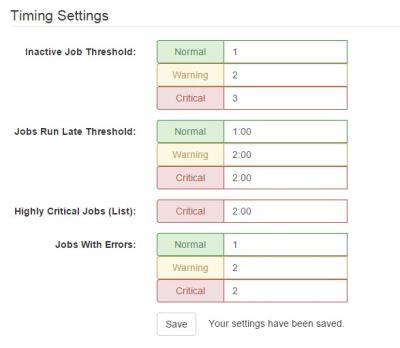 Timing Settings
Inactive Job Threshold: Normal 1
Warning 2
Critical 3
Jobs Run Late Threshold: Normal 1:00
Warning 2:00
Critical 2:00
Highly Critical Jobs (List): Critical 2:00
Jobs With Errors: Normal 1
Warning 2
Critical 2
Save Your settings have been saved.